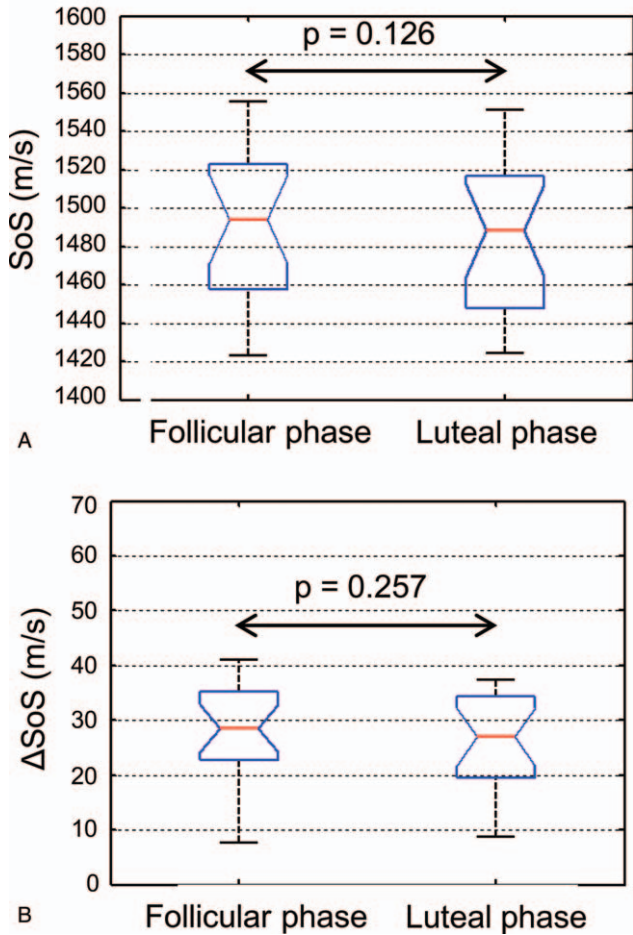 1600
1580
1560
1540
1520
1500
1480
1460
1440
1420
1400
SoS (m/s)
p = 0.126
A
Follicular phase Luteal phase
70
60
50
40
30
20
10
0
ΔSoS (m/s)
p = 0.257
B
Follicular phase Luteal phase